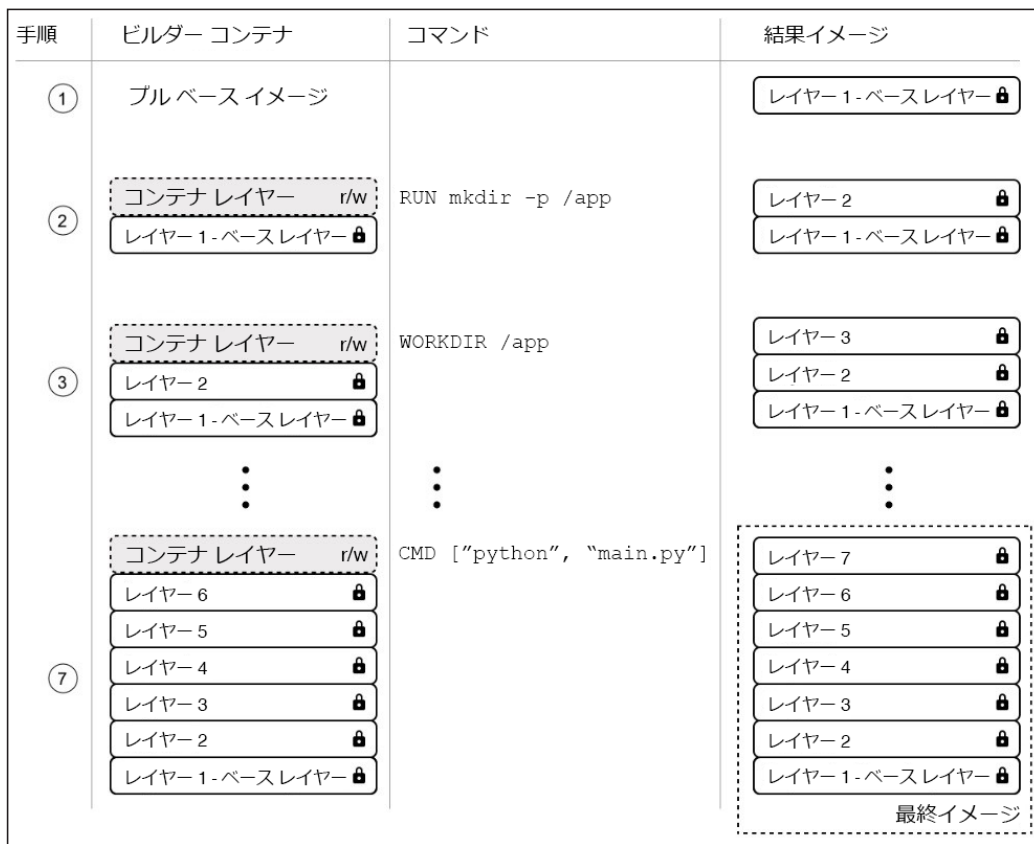 手順 ビルダー コンテナ コマンド 結果イメージ
1 プル ベース イメージ レイヤー 1 - ベース レイヤー
コンテナ レイヤー r/w RUN mkdir -p /app レイヤー 2
2
レイヤー 1 - ベース レイヤー レイヤー 1 - ベース レイヤー
コンテナ レイヤー r/w WORKDIR /app レイヤー 3
3 レイヤー 2 レイヤー 2
レイヤー 1 - ベース レイヤー レイヤー 1 - ベース レイヤー
コンテナ レイヤー r/w CMD [”python”, “main.py”] レイヤー 7
レイヤー 6 レイヤー 6
レイヤー 5 レイヤー 5
7 レイヤー 4 レイヤー 4
レイヤー 3 レイヤー 3
レイヤー 2 レイヤー 2
レイヤー 1 - ベース レイヤー レイヤー 1 - ベース レイヤー
最終イメージ